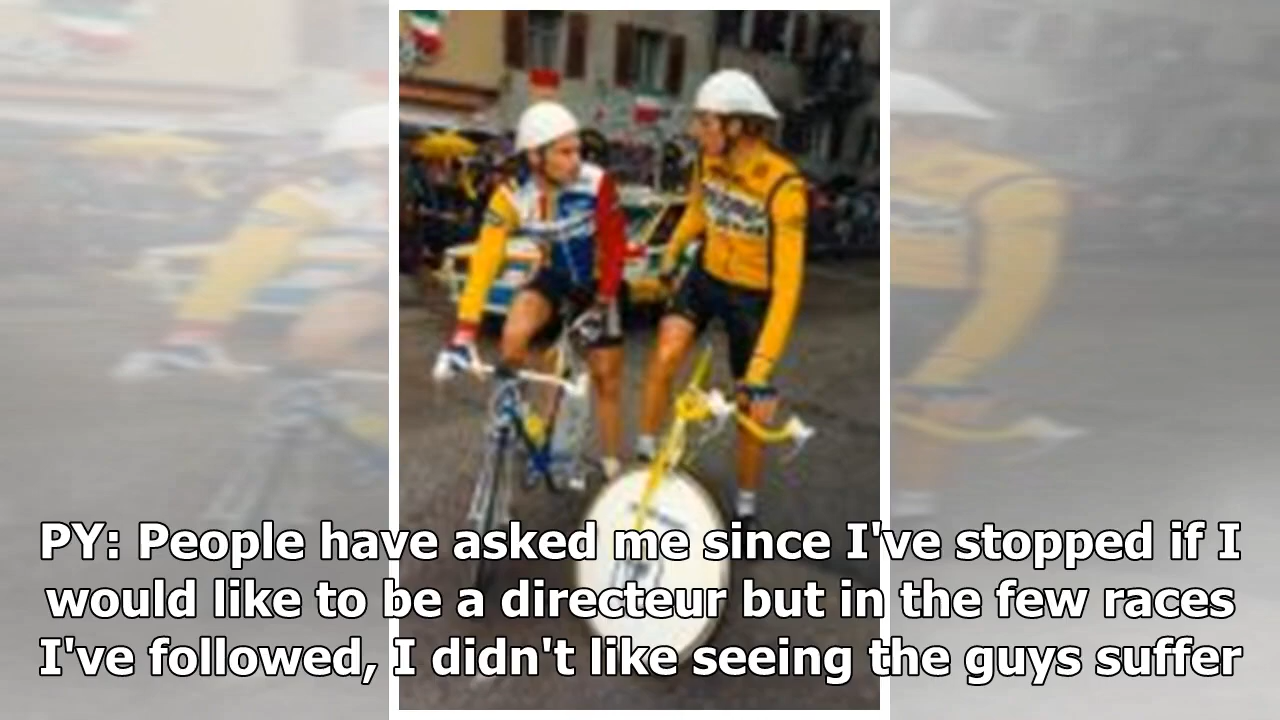 PY: People have asked me since I've stopped if I
would like to be a directeur but in the few races
I've followed, I didn't like seeing the guys suffer